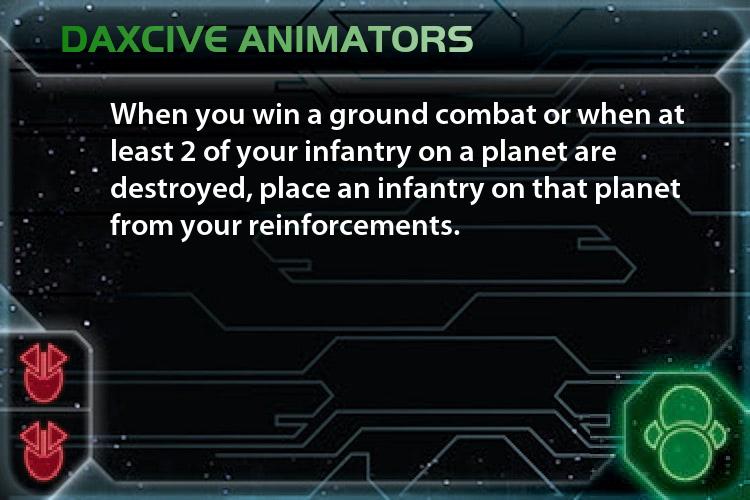 DAXCIVE ANIMATORS
When you win a ground combat or when at
least 2 of your infantry on a planet are
destroyed, place an infantry on that planet
from your reinforcements.